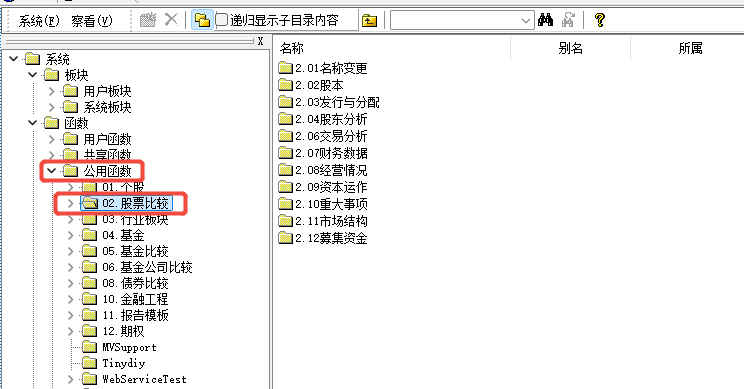 系统(F) 察看(V) 递归显示子目录内容 ?
X
系统
板块
用户板块
系统板块
函数
用户函数
共享函数
公用函数
01.个股
02.股票比较
03.行业板块
04.基金
05.基金比较
06.基金公司比较
08.债券比较
10.金融工程
11.报告模板
12.期权
MVSupport
Tinydiy
WebServiceTest
名称 别名 所属
2.01名称变更
2.02股本
2.03发行与分配
2.04股东分析
2.06交易分析
2.07财务数据
2.08经营情况
2.09资本运作
2.10重大事项
2.11市场结构
2.12募集资金